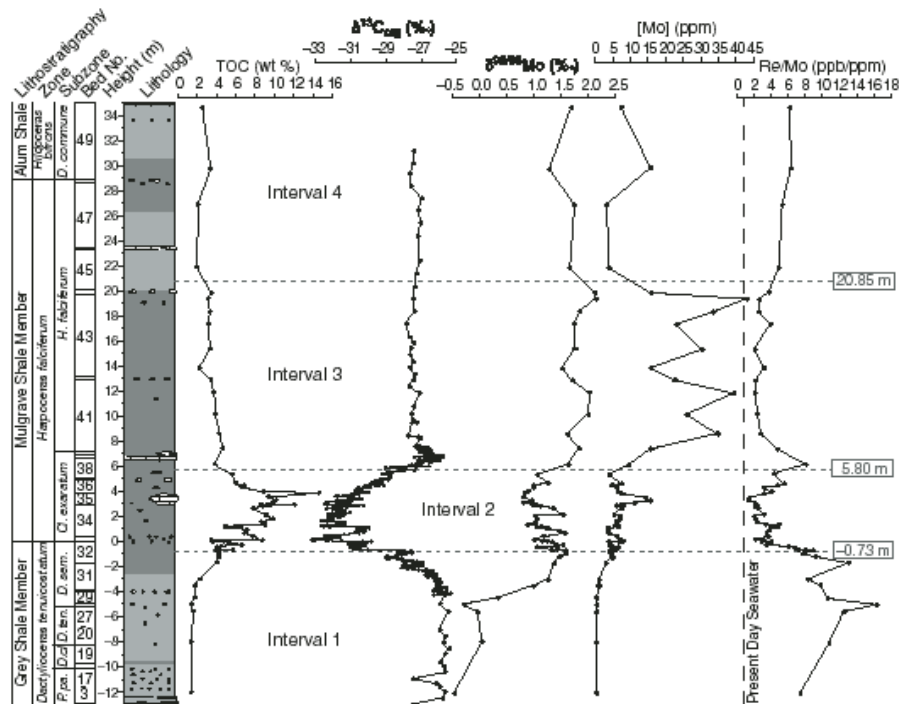 Lithostratigraphy
Zone
Subzone
Bed No.
Height (m)
Lithology
TOC (wt %)
0 2 4 6 8 10 12 14 16
δ¹³C_org (‰)
−33 −31 −29 −27 −25
δ⁹⁸/⁹⁵Mo (‰)
−0.5 0.0 0.5 1.0 1.5 2.0 2.5
[Mo] (ppm)
0 5 10 15 20 25 30 35 40 45
Re/Mo (ppb/ppm)
0 2 4 6 8 10 12 14 16 18
Alum Shale
Mulgrave Shale Member
Grey Shale Member
Hildoceras bifrons
Harpoceras falciferum
Dactylioceras tenuicostatum
D. commune
H. falciferum
C. exaratum
D. sem.
D. ten.
D.cl
P.pa.
49
47
45
43
41
38
36
35
34
32
31
29
27
20
19
17
3
34
32
30
28
26
24
22
20
18
16
14
12
10
8
6
4
2
0
−2
−4
−6
−8
−10
−12
Interval 4
Interval 3
Interval 2
Interval 1
20.85 m
5.80 m
−0.73 m
Present Day Seawater